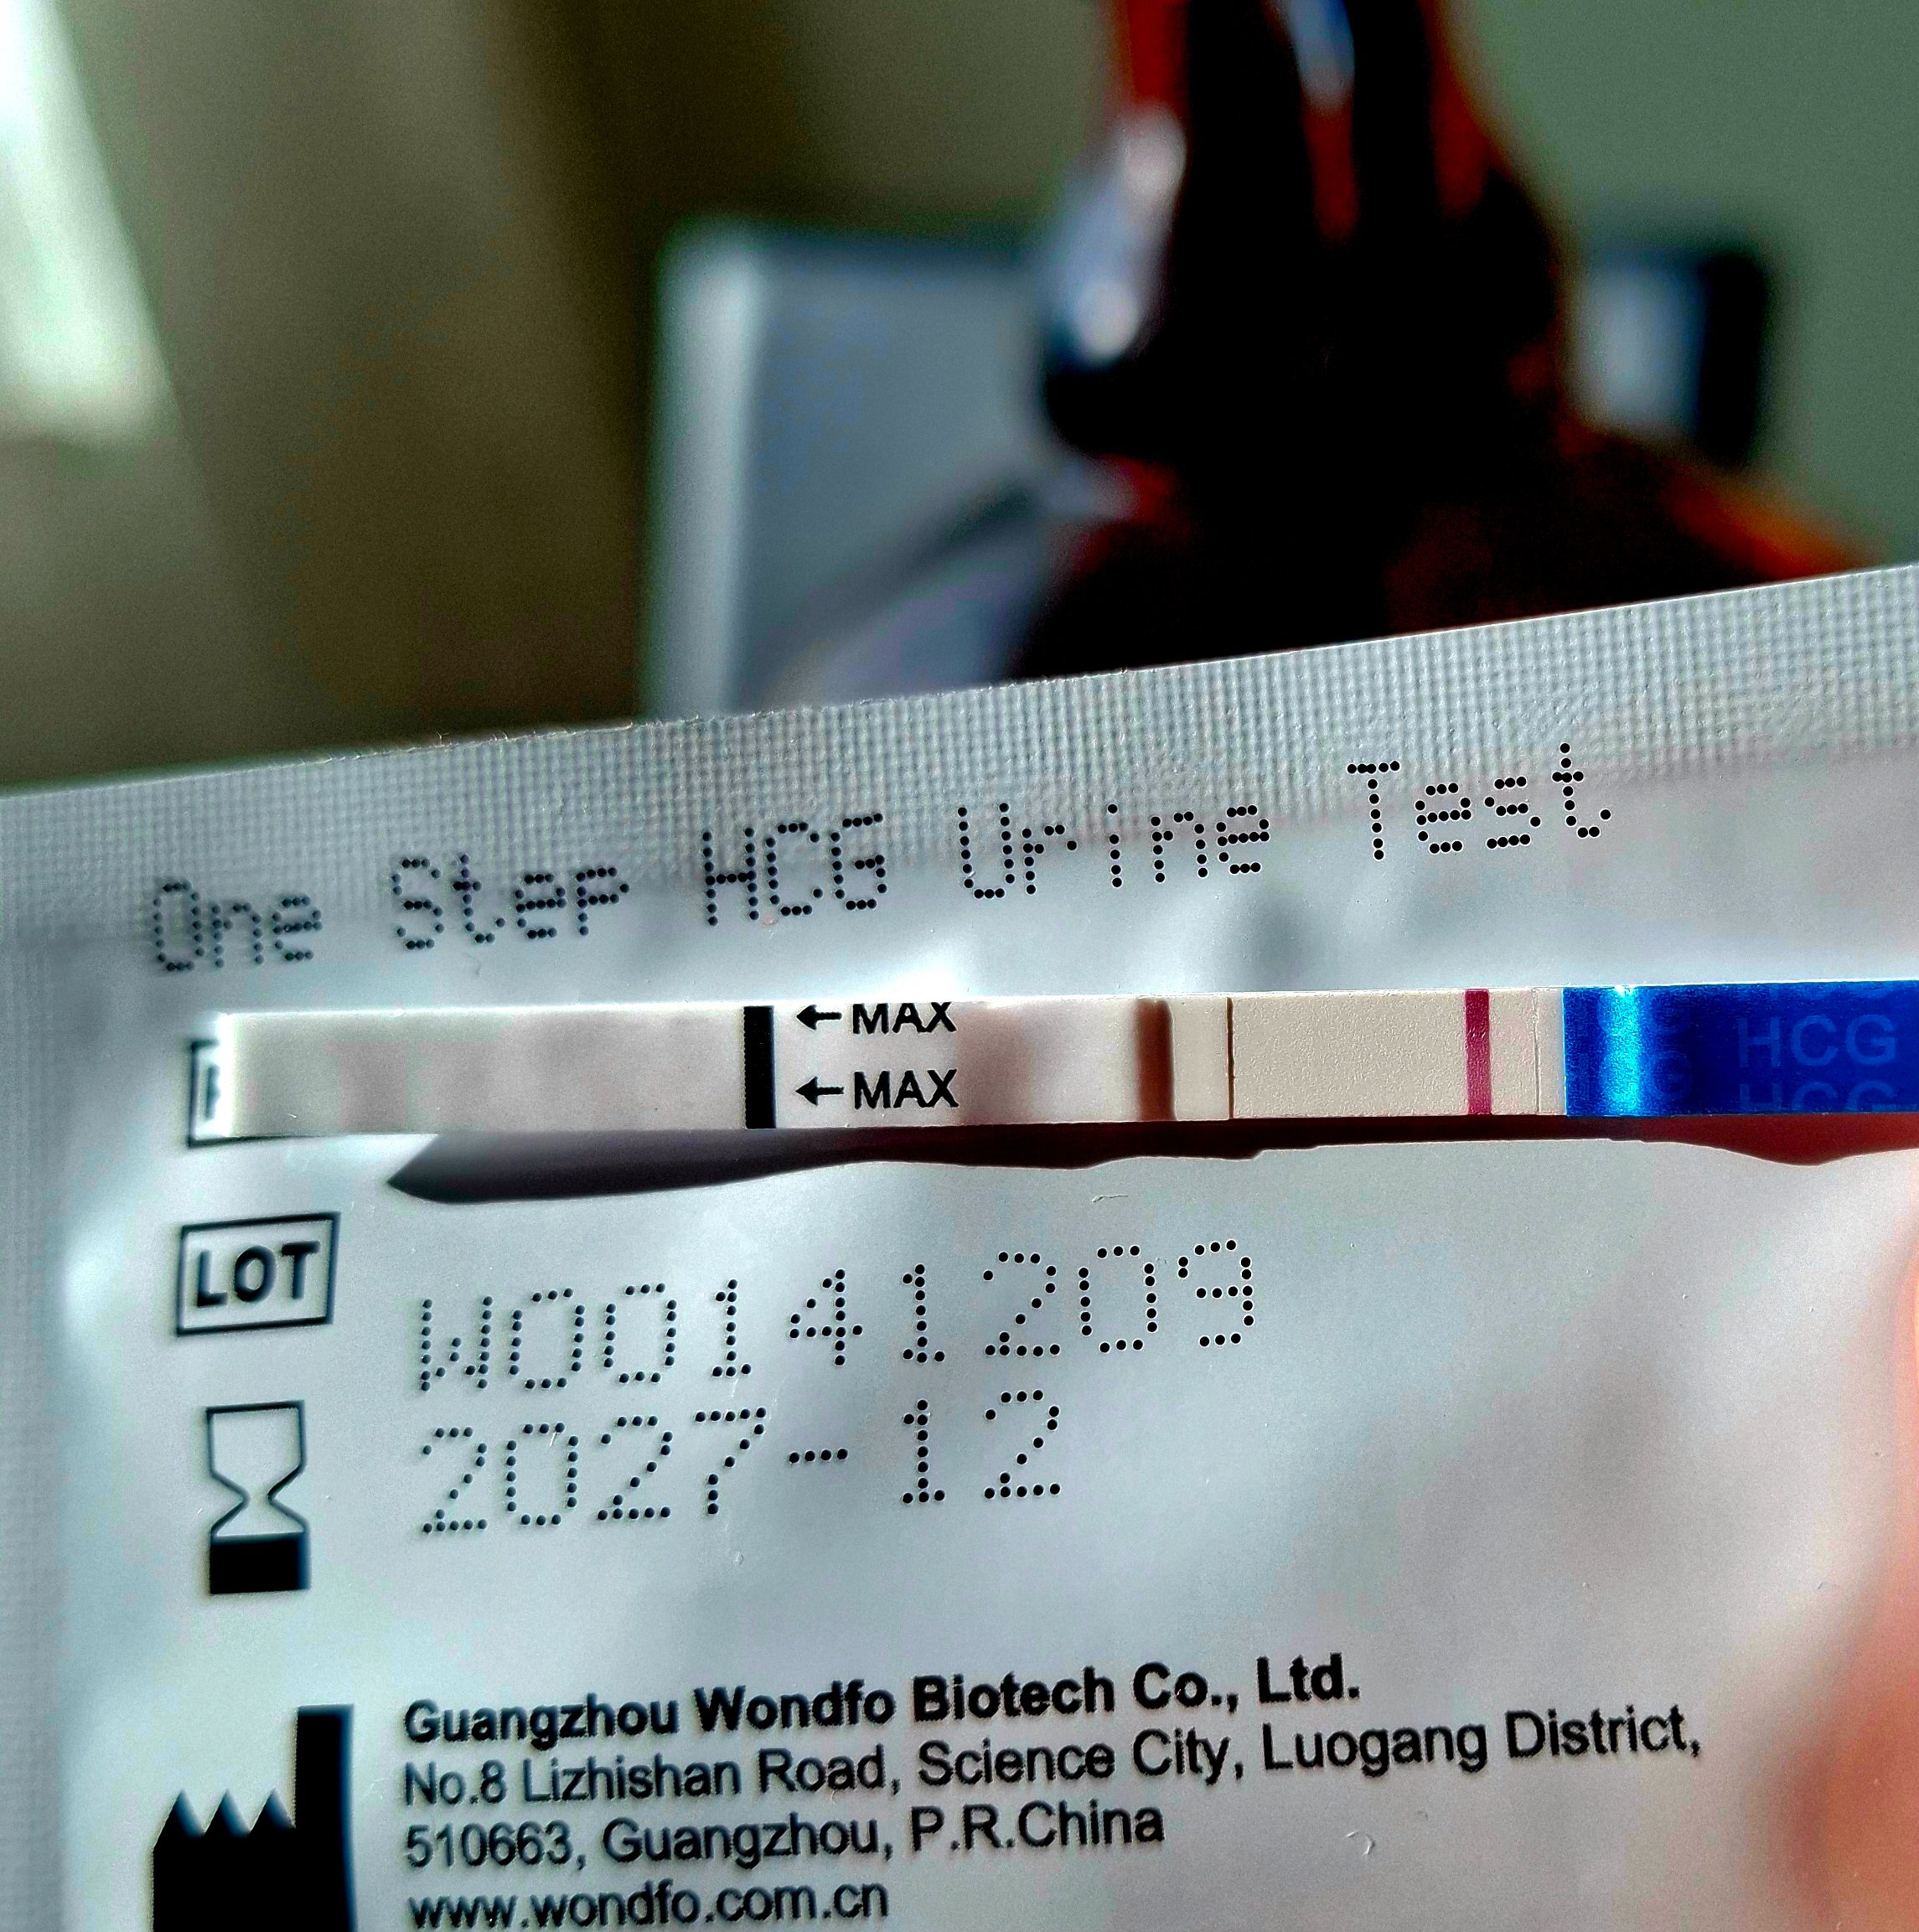 One Step HCG Urine Test
← MAX
← MAX
HCG
HCG
LOT
W00141209
2027-12
Guangzhou Wondfo Biotech Co., Ltd.
No.8 Lizhishan Road, Science City, Luogang District,
510663, Guangzhou, P.R.China
www.wondfo.com.cn